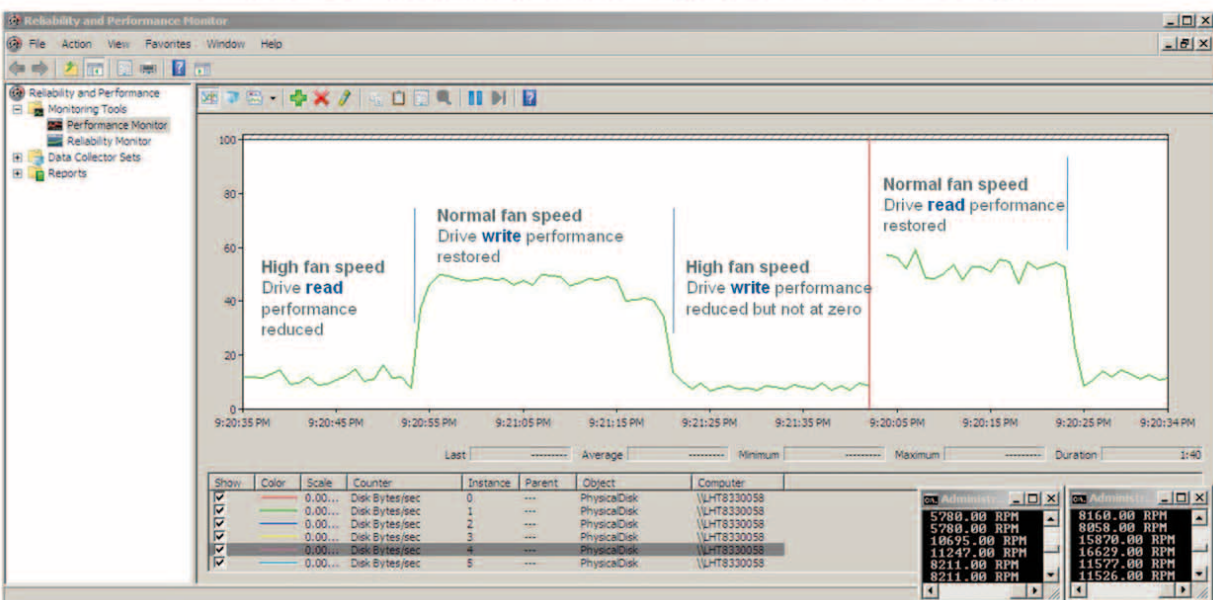 Reliability and Performance Monitor
File Action View Favorites Window Help
Reliability and Performance
Monitoring Tools
Performance Monitor
Reliability Monitor
Data Collector Sets
Reports
100
80
60
40
20
0
High fan speed
Drive read
performance
reduced
Normal fan speed
Drive write performance
restored
High fan speed
Drive write performance
reduced but not at zero
Normal fan speed
Drive read performance
restored
9:20:35 PM 9:20:45 PM 9:20:55 PM 9:21:05 PM 9:21:15 PM 9:21:25 PM 9:21:35 PM 9:20:05 PM 9:20:15 PM 9:20:25 PM 9:20:34 PM
Last --------- Average --------- Minimum --------- Maximum --------- Duration 1:40
Show Color Scale Counter Instance Parent Object Computer
0.00... Disk Bytes/sec 0 --- PhysicalDisk \\LHT8330058
0.00... Disk Bytes/sec 1 --- PhysicalDisk \\LHT8330058
0.00... Disk Bytes/sec 2 --- PhysicalDisk \\LHT8330058
0.00... Disk Bytes/sec 3 --- PhysicalDisk \\LHT8330058
0.00... Disk Bytes/sec 4 --- PhysicalDisk \\LHT8330058
0.00... Disk Bytes/sec 5 --- PhysicalDisk \\LHT8330058
5780.00 RPM
5780.00 RPM
10695.00 RPM
11247.00 RPM
8211.00 RPM
8211.00 RPM
8160.00 RPM
8058.00 RPM
15870.00 RPM
16629.00 RPM
11577.00 RPM
11526.00 RPM